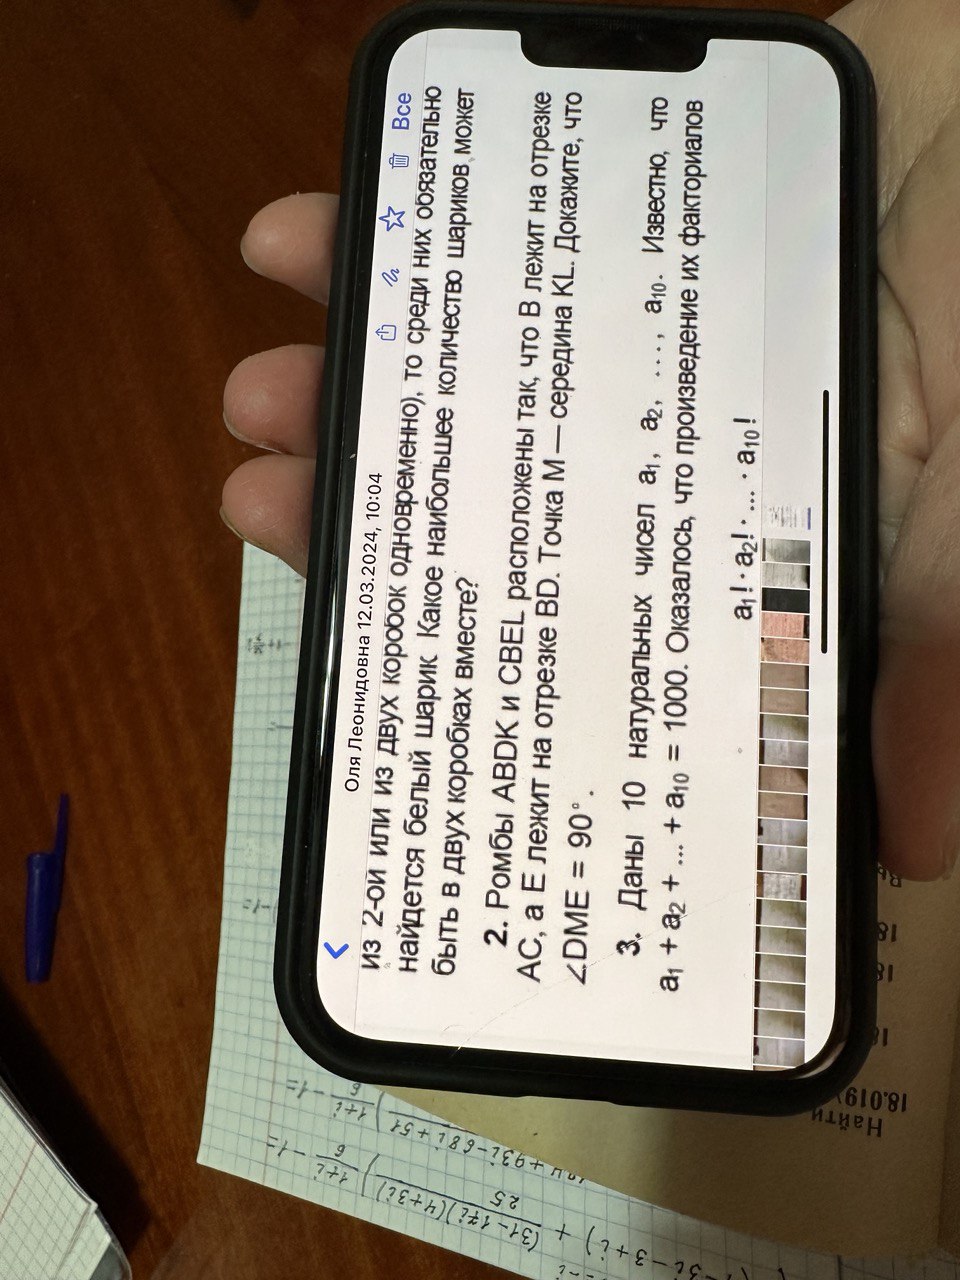 Оля Леонидовна 12.03.2024, 10:04
Все
из 2-ой или из двух коробок одновременно), то среди них обязательно
найдется белый шарик Какое наибольшее количество шариков может
быть в двух коробках вместе?
2. Ромбы ABDK и CBEL расположены так, что B лежит на отрезке
AC, а E лежит на отрезке BD. Точка M — середина KL. Докажите, что
∠DME = 90°.
3. Даны 10 натуральных чисел a₁, a₂, ..., a₁₀. Известно, что
a₁ + a₂ + ... + a₁₀ = 1000. Оказалось, что произведение их факториалов
a₁! · a₂! · ... · a₁₀!
Найти
18.019)